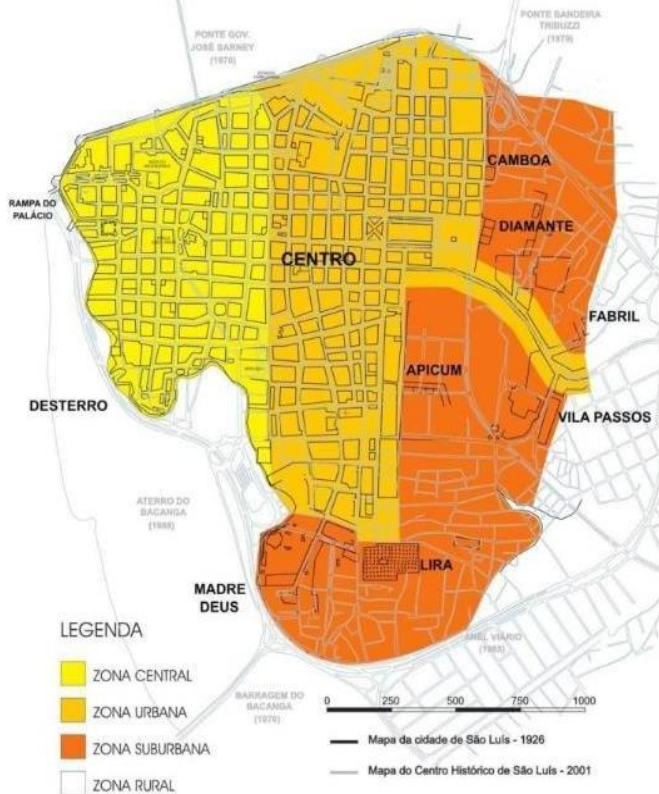 PONTE GOV.
JOSÉ SARNEY
(1970)
PONTE BANDEIRA
TRIBUZZI
(1979)
CAMBOA
RAMPA DO
PALÁCIO
DIAMANTE
CENTRO
FABRIL
APICUM
DESTERRO
VILA PASSOS
ATERRO DO
BACANGA
LIRA
MADRE
DEUS
ANEL VIÁRIO
LEGENDA
ZONA CENTRAL
ZONA URBANA
ZONA SUBURBANA
ZONA RURAL
BARRAGEM DO
BACANGA
(1970)
0 250 500 750 1000
Mapa da cidade de São Luís - 1926
Mapa do Centro Histórico de São Luís - 2001